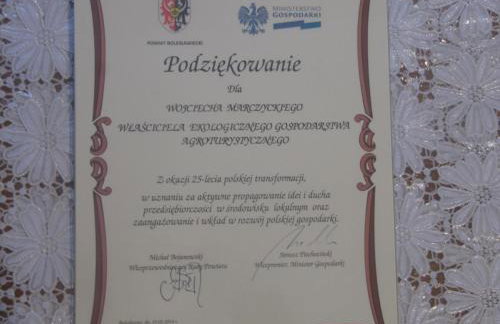 POWIAT BOLESŁAWIECKI
MINISTERSTWO
GOSPODARKI
Podziękowanie
Dla
WOJCIECHA MARCZYCKIEGO
WŁAŚCICIELA EKOLOGICZNEGO GOSPODARSTWA
AGROTURYSTYCZNEGO
Z okazji 25-lecia polskiej transformacji,
w uznaniu za aktywne propagowanie idei i ducha
przedsiębiorczości w środowisku lokalnym oraz
zaangażowanie i wkład w rozwój polskiej gospodarki.
Michał
Wiceprzewodniczący Rady Powiatu
Janusz Piechociński
Wicepremier, Minister Gospodarki